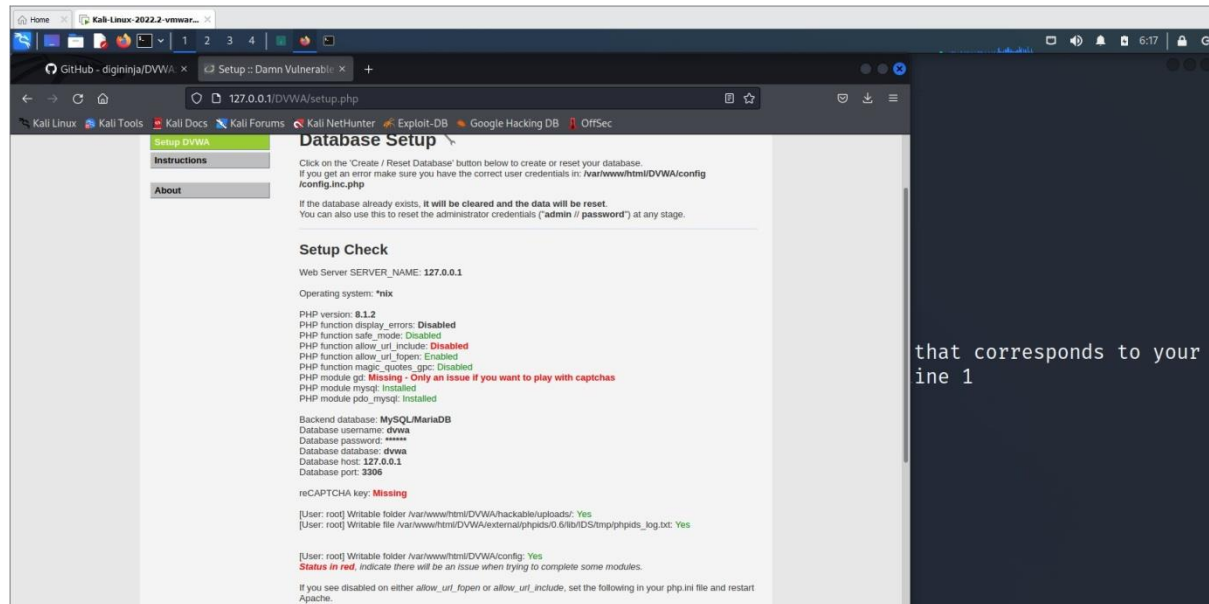 Home
Kali-Linux-2022.2-vmwar...
1 2 3 4
6:17
GitHub - digininja/DVWA:
Setup :: Damn Vulnerable
127.0.0.1/DVWA/setup.php
Kali Linux Kali Tools Kali Docs Kali Forums Kali NetHunter Exploit-DB Google Hacking DB OffSec
Setup DVWA
Instructions
About
Database Setup
Click on the 'Create / Reset Database' button below to create or reset your database.
If you get an error make sure you have the correct user credentials in: /var/www/html/DVWA/config
/config.inc.php
If the database already exists, it will be cleared and the data will be reset.
You can also use this to reset the administrator credentials ("admin // password") at any stage.
Setup Check
Web Server SERVER_NAME: 127.0.0.1
Operating system: *nix
PHP version: 8.1.2
PHP function display_errors: Disabled
PHP function safe_mode: Disabled
PHP function allow_url_include: Disabled
PHP function allow_url_fopen: Enabled
PHP function magic_quotes_gpc: Disabled
PHP module gd: Missing - Only an issue if you want to play with captchas
PHP module mysql: Installed
PHP module pdo_mysql: Installed
Backend database: MySQL/MariaDB
Database username: dvwa
Database password: ******
Database database: dvwa
Database host: 127.0.0.1
Database port: 3306
reCAPTCHA key: Missing
[User: root] Writable folder /var/www/html/DVWA/hackable/uploads/: Yes
[User: root] Writable file /var/www/html/DVWA/external/phpids/0.6/lib/IDS/tmp/phpids_log.txt: Yes
[User: root] Writable folder /var/www/html/DVWA/config: Yes
Status in red, indicate there will be an issue when trying to complete some modules.
If you see disabled on either allow_url_fopen or allow_url_include, set the following in your php.ini file and restart
Apache.
that corresponds to your
ine 1